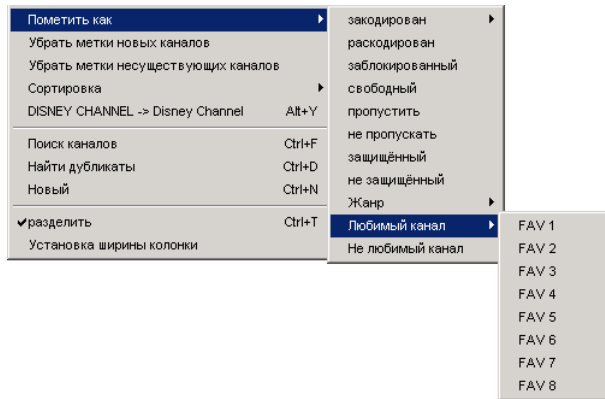 Пометить как
Убрать метки новых каналов
Убрать метки несуществующих каналов
Сортировка
DISNEY CHANNEL -> Disney Channel Alt+Y
Поиск каналов Ctrl+F
Найти дубликаты Ctrl+D
Новый Ctrl+N
разделить Ctrl+T
Установка ширины колонки
закодирован
раскодирован
заблокированный
свободный
пропустить
не пропускать
защищённый
не защищённый
Жанр
Любимый канал
Не любимый канал
FAV 1
FAV 2
FAV 3
FAV 4
FAV 5
FAV 6
FAV 7
FAV 8